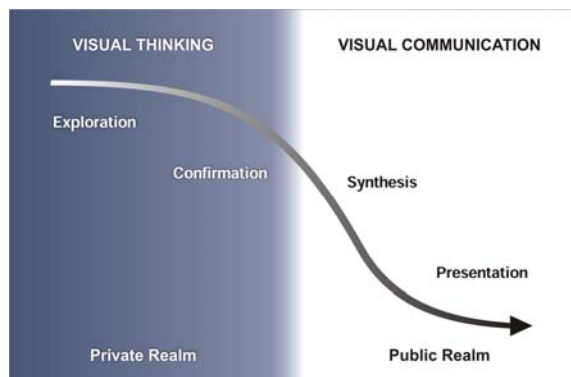 VISUAL THINKING
VISUAL COMMUNICATION
Exploration
Confirmation
Synthesis
Presentation
Private Realm
Public Realm